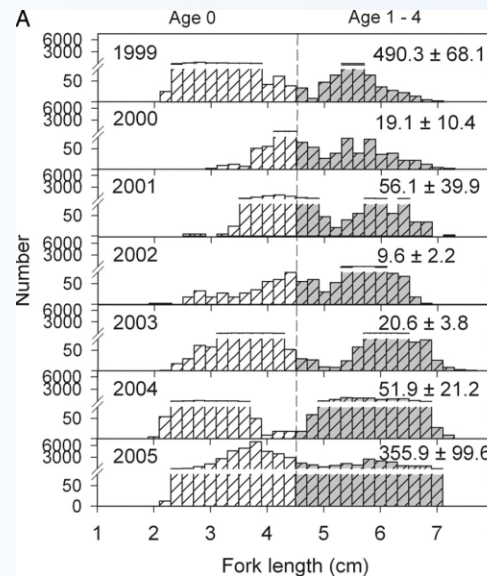 A
Age 0
Age 1 - 4
6000
3000
50
1999
490.3 ± 68.1
6000
3000
50
2000
19.1 ± 10.4
6000
3000
50
2001
56.1 ± 39.9
6000
3000
50
2002
9.6 ± 2.2
6000
3000
50
2003
20.6 ± 3.8
6000
3000
50
2004
51.9 ± 21.2
6000
3000
50
0
2005
355.9 ± 99.6
Number
1 2 3 4 5 6 7
Fork length (cm)